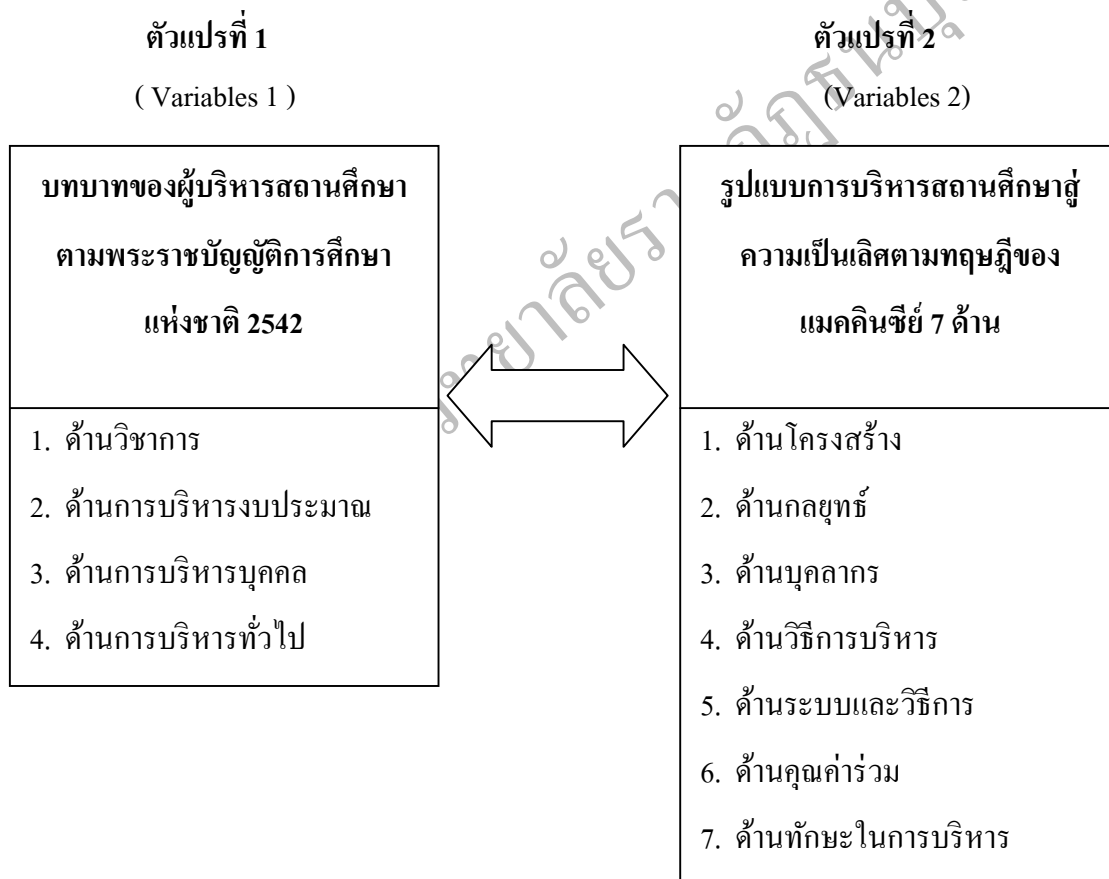 ตัวแปรที่ 1
( Variables 1 )
บทบาทของผู้บริหารสถานศึกษา
ตามพระราชบัญญัติการศึกษา
แห่งชาติ 2542
1. ด้านวิชาการ
2. ด้านการบริหารงบประมาณ
3. ด้านการบริหารบุคคล
4. ด้านการบริหารทั่วไป
ตัวแปรที่ 2
(Variables 2)
รูปแบบการบริหารสถานศึกษาสู่
ความเป็นเลิศตามทฤษฎีของ
แมคคินซีย์ 7 ด้าน
1. ด้านโครงสร้าง
2. ด้านกลยุทธ์
3. ด้านบุคลากร
4. ด้านวิธีการบริหาร
5. ด้านระบบและวิธีการ
6. ด้านคุณค่าร่วม
7. ด้านทักษะในการบริหาร